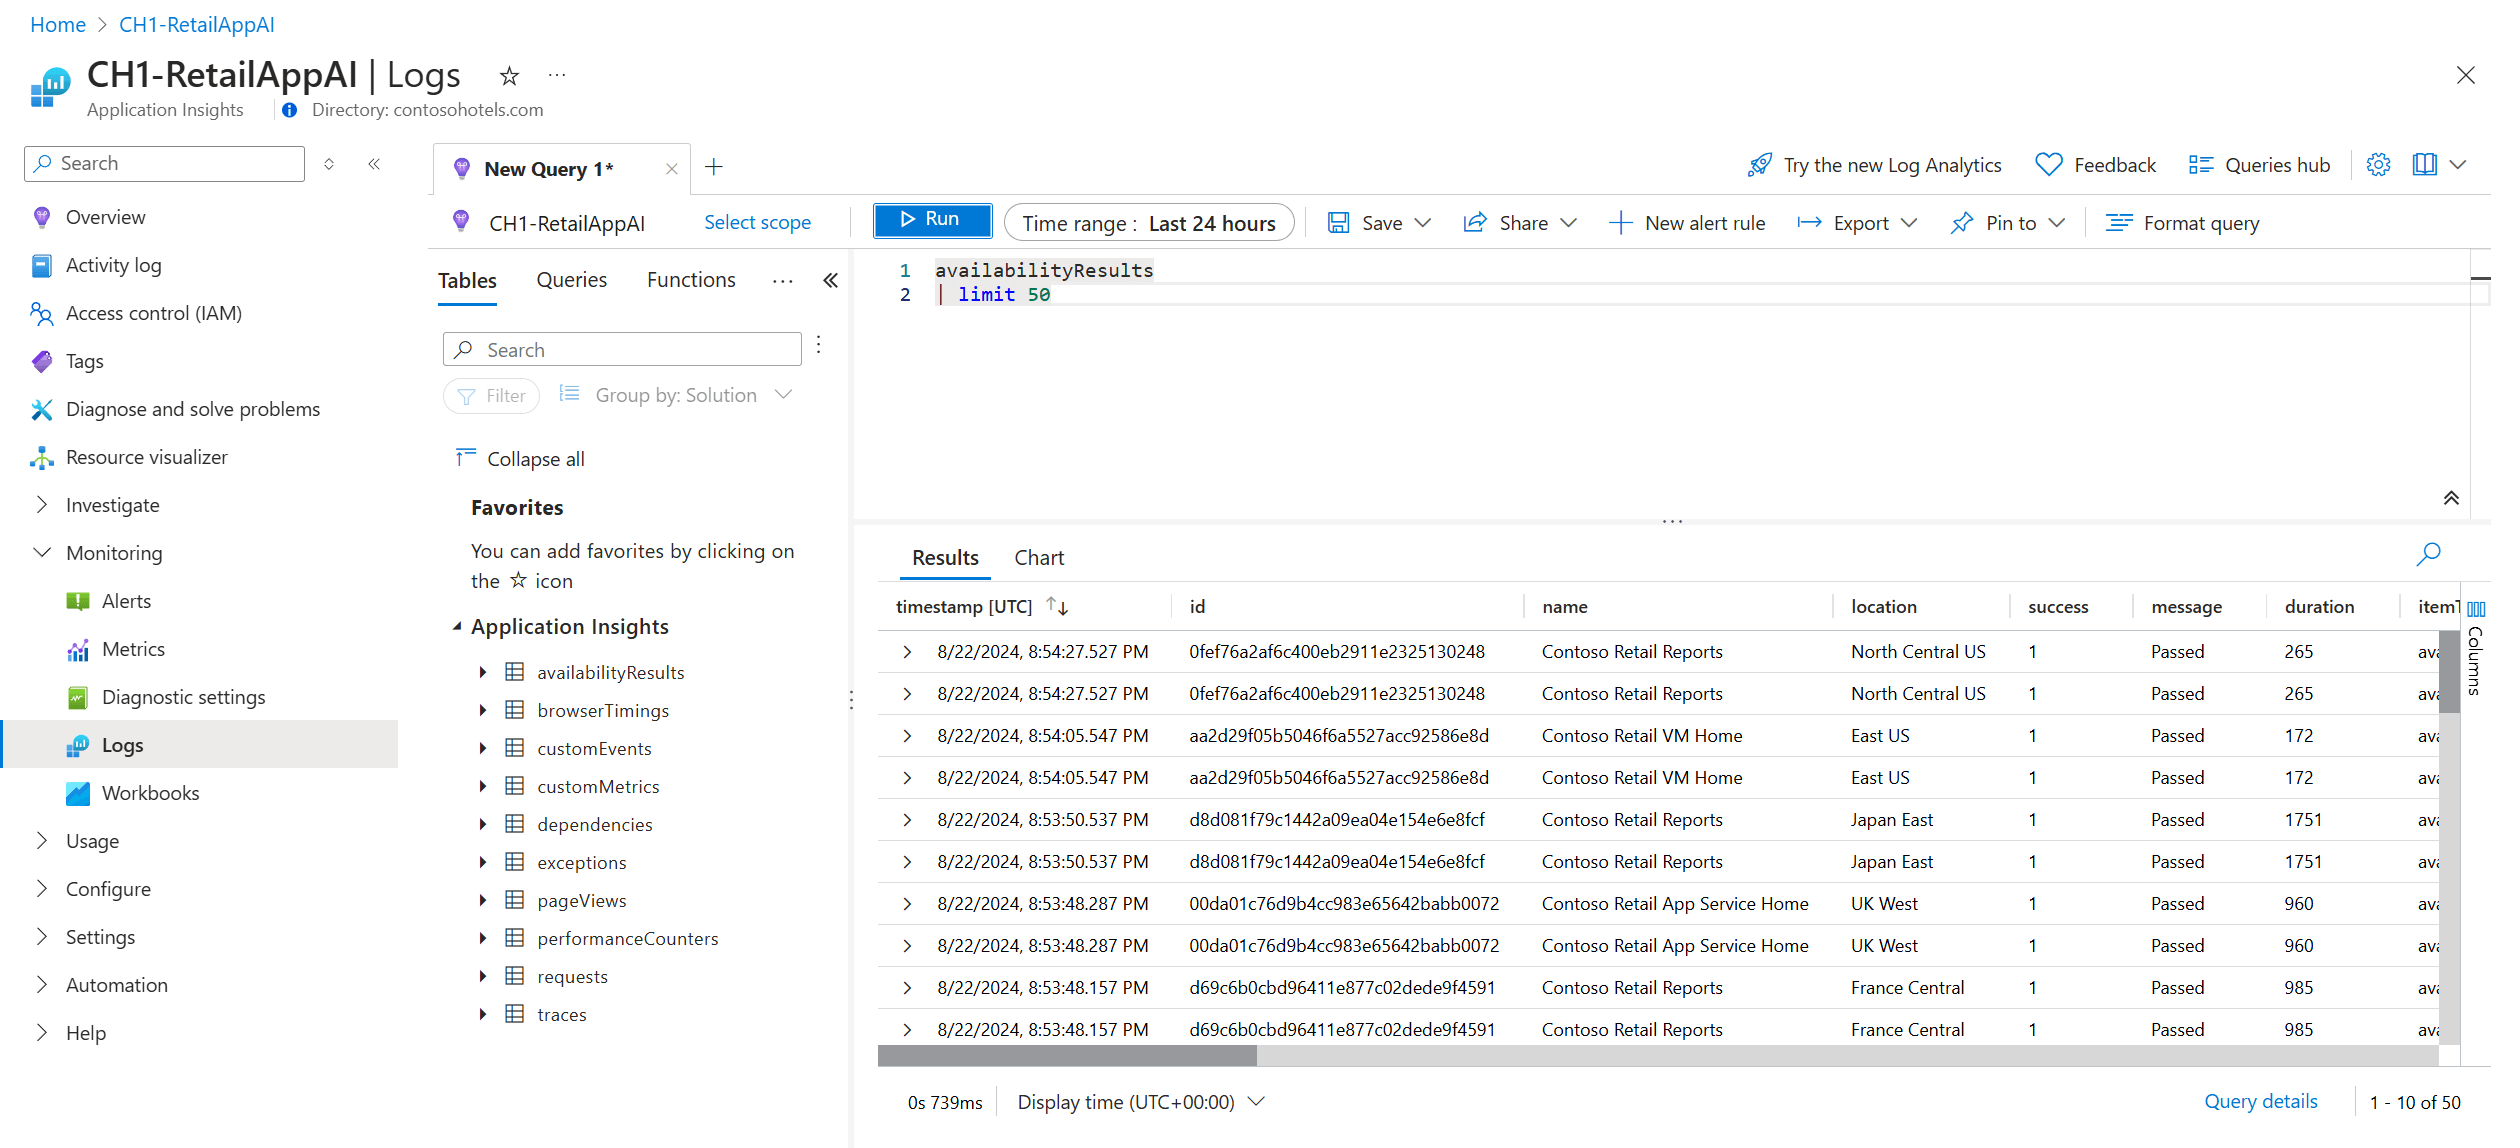 Home > CH1-RetailAppAI
CH1-RetailAppAI | Logs
Application Insights
Directory: contosohotels.com
Search
Overview
Activity log
Access control (IAM)
Tags
Diagnose and solve problems
Resource visualizer
Investigate
Monitoring
Alerts
Metrics
Diagnostic settings
Logs
Workbooks
Usage
Configure
Settings
Automation
Help
New Query 1*
Try the new Log Analytics
Feedback
Queries hub
CH1-RetailAppAI
Select scope
Run
Time range : Last 24 hours
Save
Share
New alert rule
Export
Pin to
Format query
Tables
Queries
Functions
Search
Filter
Group by: Solution
Collapse all
Favorites
You can add favorites by clicking on
the ☆ icon
Application Insights
availabilityResults
browserTimings
customEvents
customMetrics
dependencies
exceptions
pageViews
performanceCounters
requests
traces
1 availabilityResults
2 | limit 50
Results
Chart
timestamp [UTC] id name location success message duration
8/22/2024, 8:54:27.527 PM 0fef76a2af6c400eb2911e2325130248 Contoso Retail Reports North Central US 1 Passed 265
8/22/2024, 8:54:27.527 PM 0fef76a2af6c400eb2911e2325130248 Contoso Retail Reports North Central US 1 Passed 265
8/22/2024, 8:54:05.547 PM aa2d29f05b5046f6a5527acc92586e8d Contoso Retail VM Home East US 1 Passed 172
8/22/2024, 8:54:05.547 PM aa2d29f05b5046f6a5527acc92586e8d Contoso Retail VM Home East US 1 Passed 172
8/22/2024, 8:53:50.537 PM d8d081f79c1442a09ea04e154e6e8fcf Contoso Retail Reports Japan East 1 Passed 1751
8/22/2024, 8:53:50.537 PM d8d081f79c1442a09ea04e154e6e8fcf Contoso Retail Reports Japan East 1 Passed 1751
8/22/2024, 8:53:48.287 PM 00da01c76d9b4cc983e65642babb0072 Contoso Retail App Service Home UK West 1 Passed 960
8/22/2024, 8:53:48.287 PM 00da01c76d9b4cc983e65642babb0072 Contoso Retail App Service Home UK West 1 Passed 960
8/22/2024, 8:53:48.157 PM d69c6b0cbd96411e877c02dede9f4591 Contoso Retail Reports France Central 1 Passed 985
8/22/2024, 8:53:48.157 PM d69c6b0cbd96411e877c02dede9f4591 Contoso Retail Reports France Central 1 Passed 985
Columns
0s 739ms
Display time (UTC+00:00)
Query details
1 - 10 of 50